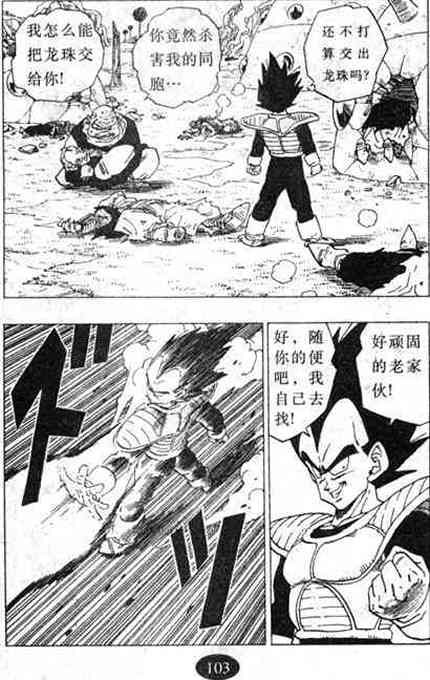 还不打
算交出
龙珠吗?
你竟然杀
害我的同
胞…
我怎么能
把龙珠交
给你!
好顽固
的老家
伙!
好，随
你的便
吧，我
自己去
找!
103